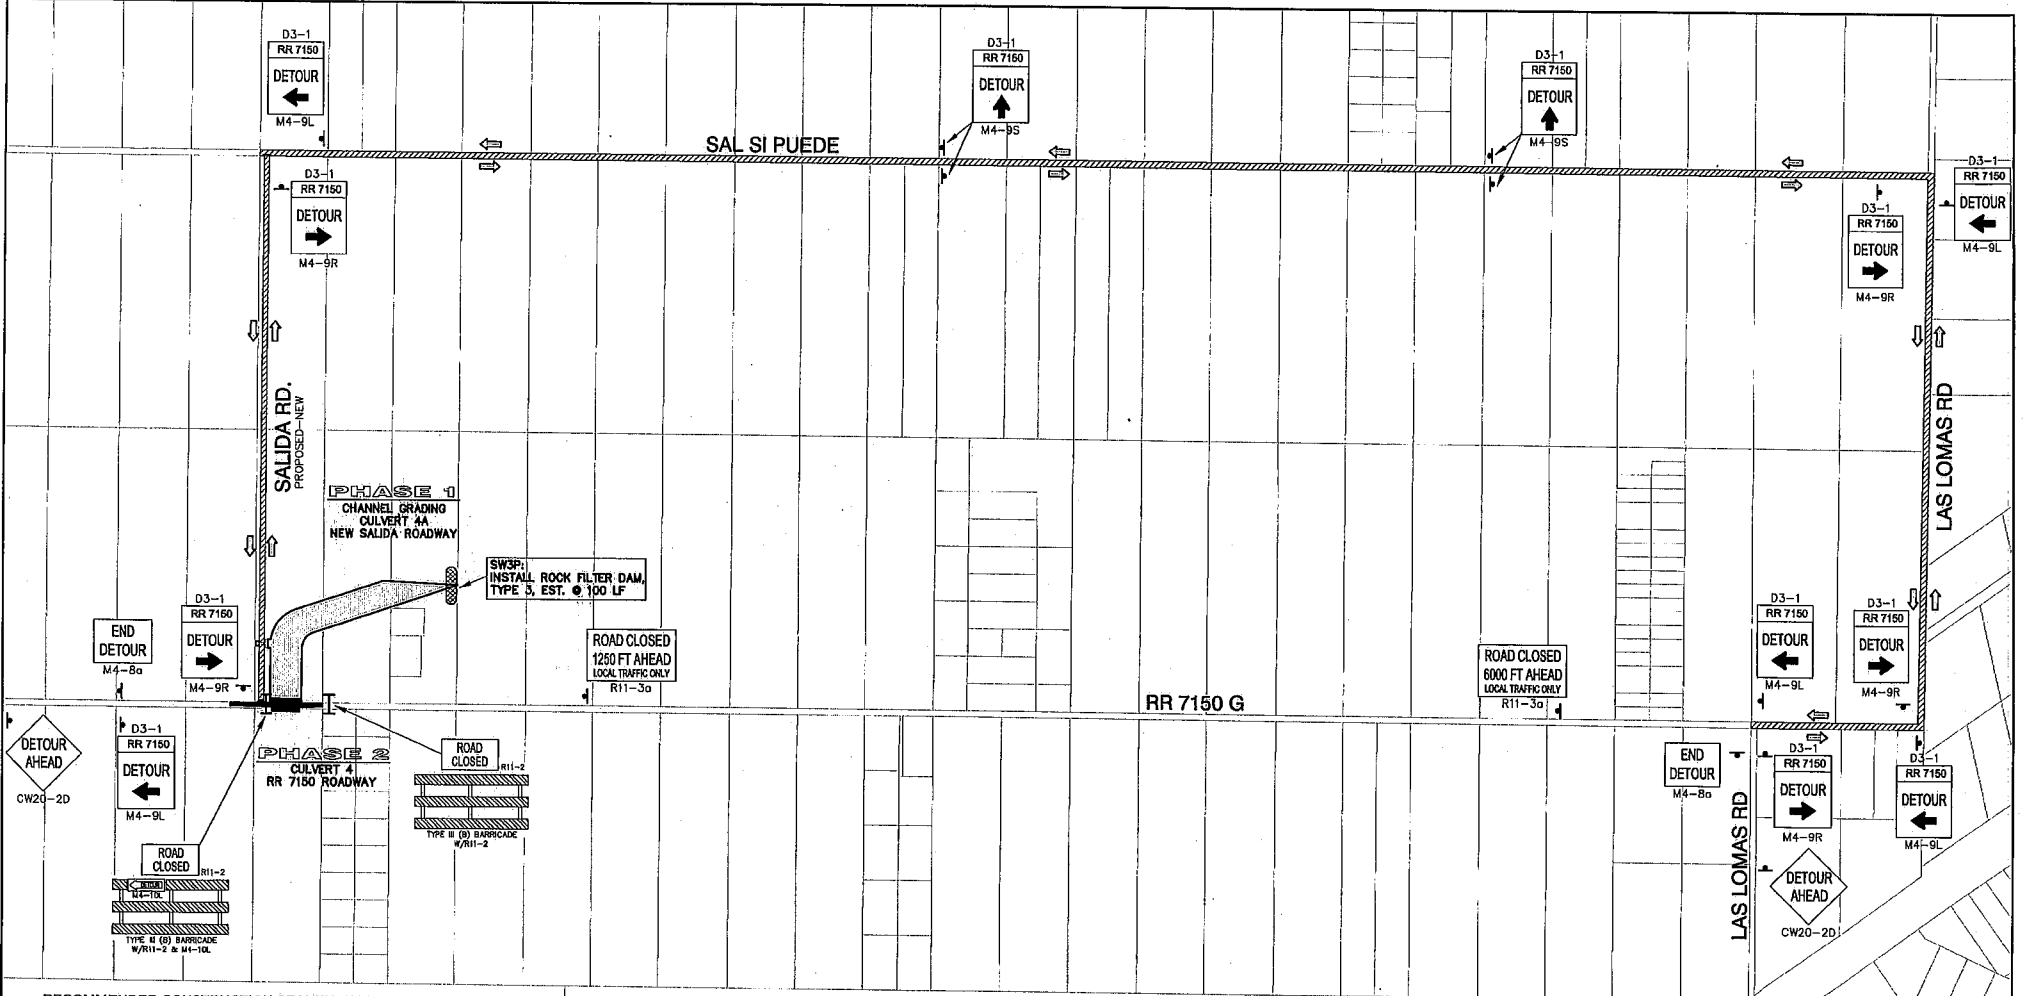 D3-1
RR 7150
DETOUR
M4-9L
D3-1
RR 7150
DETOUR
M4-9S
D3-1
RR 7150
DETOUR
M4-9S
SAL SI PUEDE
D3-1
RR 7150
DETOUR
M4-9R
D3-1
RR 7150
DETOUR
M4-9L
D3-1
RR 7150
DETOUR
M4-9R
SALIDA RD.
PROPOSED-NEW
LAS LOMAS RD
PHASE 1
CHANNEL GRADING
CULVERT 4A
NEW SALIDA ROADWAY
SW3P:
INSTALL ROCK FILTER DAM,
TYPE 3, EST. @ 100 LF
END
DETOUR
M4-8a
D3-1
RR 7150
DETOUR
M4-9R
ROAD CLOSED
1250 FT AHEAD
LOCAL TRAFFIC ONLY
R11-3a
ROAD CLOSED
6000 FT AHEAD
LOCAL TRAFFIC ONLY
R11-3a
D3-1
RR 7150
DETOUR
M4-9L
D3-1
RR 7150
DETOUR
M4-9R
RR 7150 G
DETOUR
AHEAD
CW20-2D
D3-1
RR 7150
DETOUR
M4-9L
PHASE 2
CULVERT 4
RR 7150 ROADWAY
ROAD
CLOSED
R11-2
TYPE III (B) BARRICADE
W/R11-2
ROAD
CLOSED
R11-2
DETOUR
M4-10L
TYPE III (B) BARRICADE
W/R11-2 & M4-10L
END
DETOUR
M4-8a
LAS LOMAS RD
D3-1
RR 7150
DETOUR
M4-9R
D3-1
RR 7150
DETOUR
M4-9L
DETOUR
AHEAD
CW20-2D